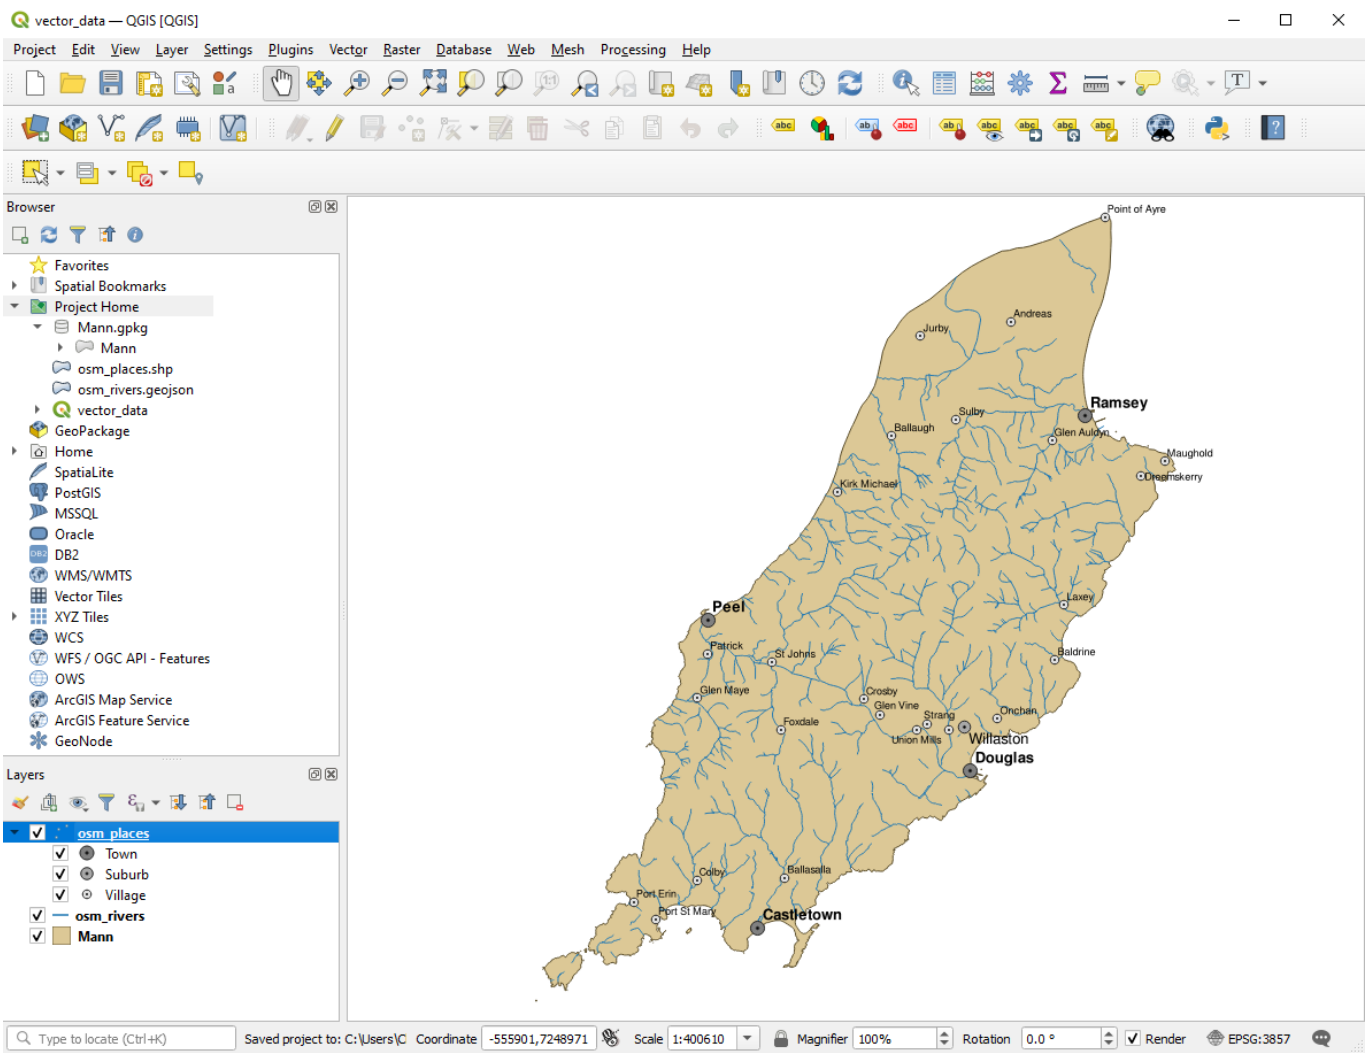 vector_data — QGIS [QGIS]
Project Edit View Layer Settings Plugins Vector Raster Database Web Mesh Processing Help
Browser
Favorites
Spatial Bookmarks
Project Home
Mann.gpkg
Mann
osm_places.shp
osm_rivers.geojson
vector_data
GeoPackage
Home
SpatiaLite
PostGIS
MSSQL
Oracle
DB2
WMS/WMTS
Vector Tiles
XYZ Tiles
WCS
WFS / OGC API - Features
OWS
ArcGIS Map Service
ArcGIS Feature Service
GeoNode
Layers
osm_places
Town
Suburb
Village
osm_rivers
Mann
Point of Ayre
Andreas
Jurby
Ramsey
Sulby
Ballaugh
Glen Auldyn
Maughold
Dreemskerry
Kirk Michael
Laxey
Peel
Patrick
St Johns
Baldrine
Glen Maye
Crosby
Glen Vine
Strang
Onchan
Foxdale
Union Mills
Willaston
Douglas
Colby
Ballasalla
Port Erin
Port St Mary
Castletown
Type to locate (Ctrl+K) Saved project to: C:\Users\C Coordinate -555901,7248971 Scale 1:400610 Magnifier 100% Rotation 0.0 ° Render EPSG:3857